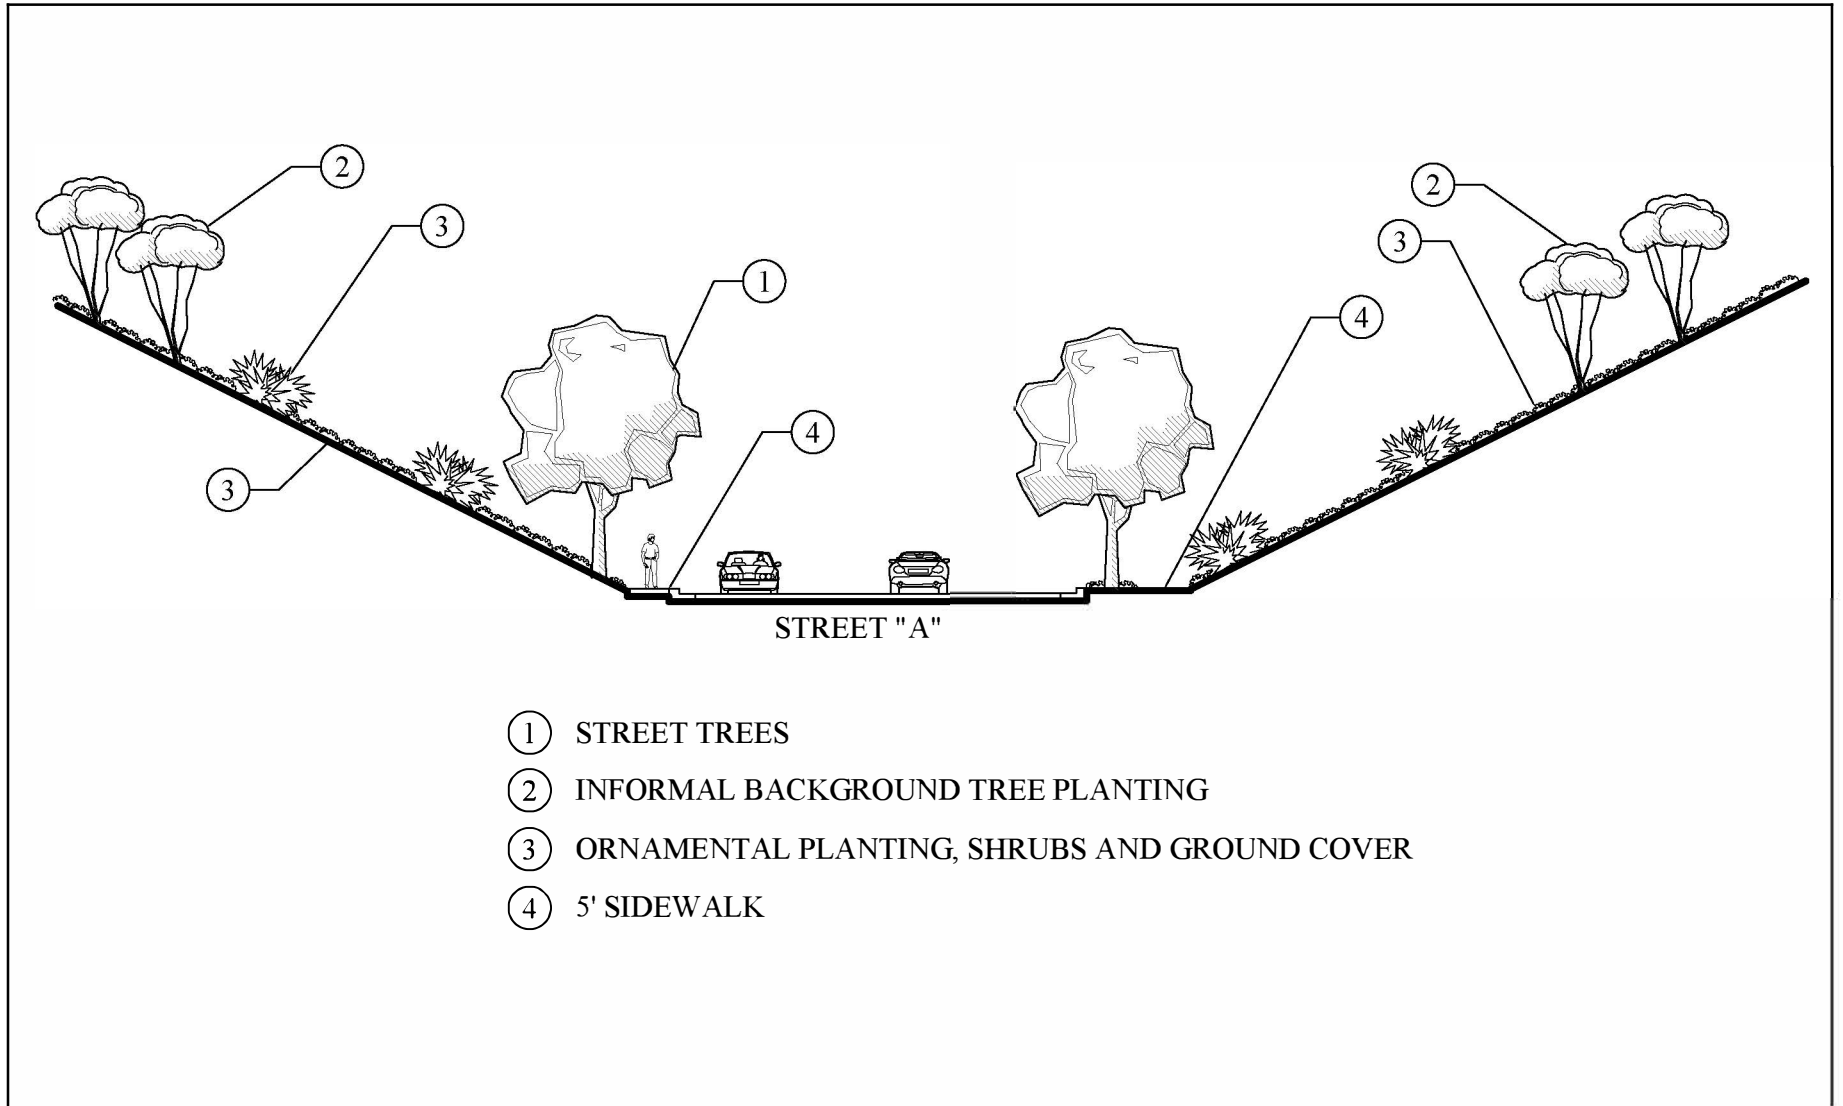 2
2
3
3
1
4
4
3
STREET "A"
1 STREET TREES
2 INFORMAL BACKGROUND TREE PLANTING
3 ORNAMENTAL PLANTING, SHRUBS AND GROUND COVER
4 5' SIDEWALK